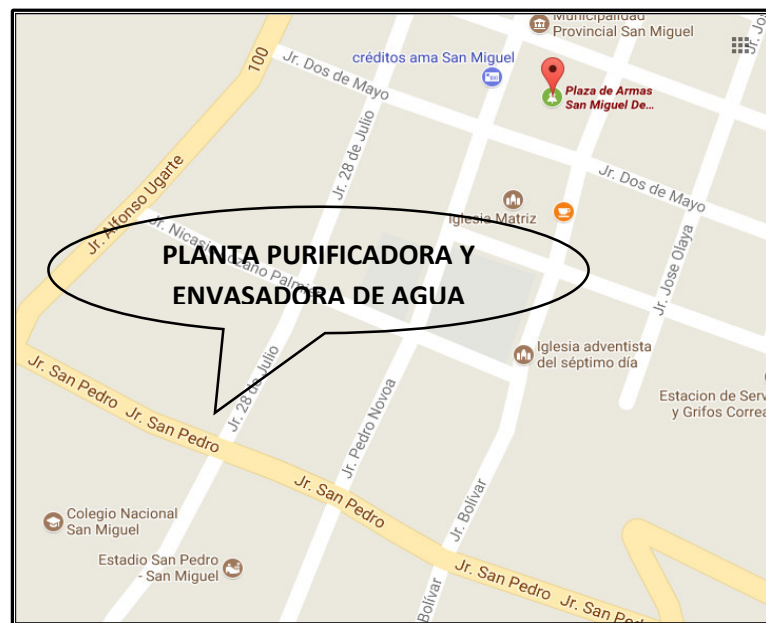 Municipalidad
Provincial San Miguel
créditos ama San Miguel
Plaza de Armas
San Miguel De...
100
Jr. Dos de Mayo
Jr. 28 de Julio
Jr. Alfonso Ugarte
Jr. Dos de Mayo
Iglesia Matriz
PLANTA PURIFICADORA Y
ENVASADORA DE AGUA
Jr. Jose Olaya
Iglesia adventista
del séptimo día
Jr. San Pedro
Jr. San Pedro
Jr. 28 de Julio
Jr. Pedro Novoa
Estacion de Serv
y Grifos Correa
Jr. San Pedro
Jr. Bolívar
Colegio Nacional
San Miguel
Estadio San Pedro
- San Miguel
Jr. San Pedro
Jr. San
Bolívar